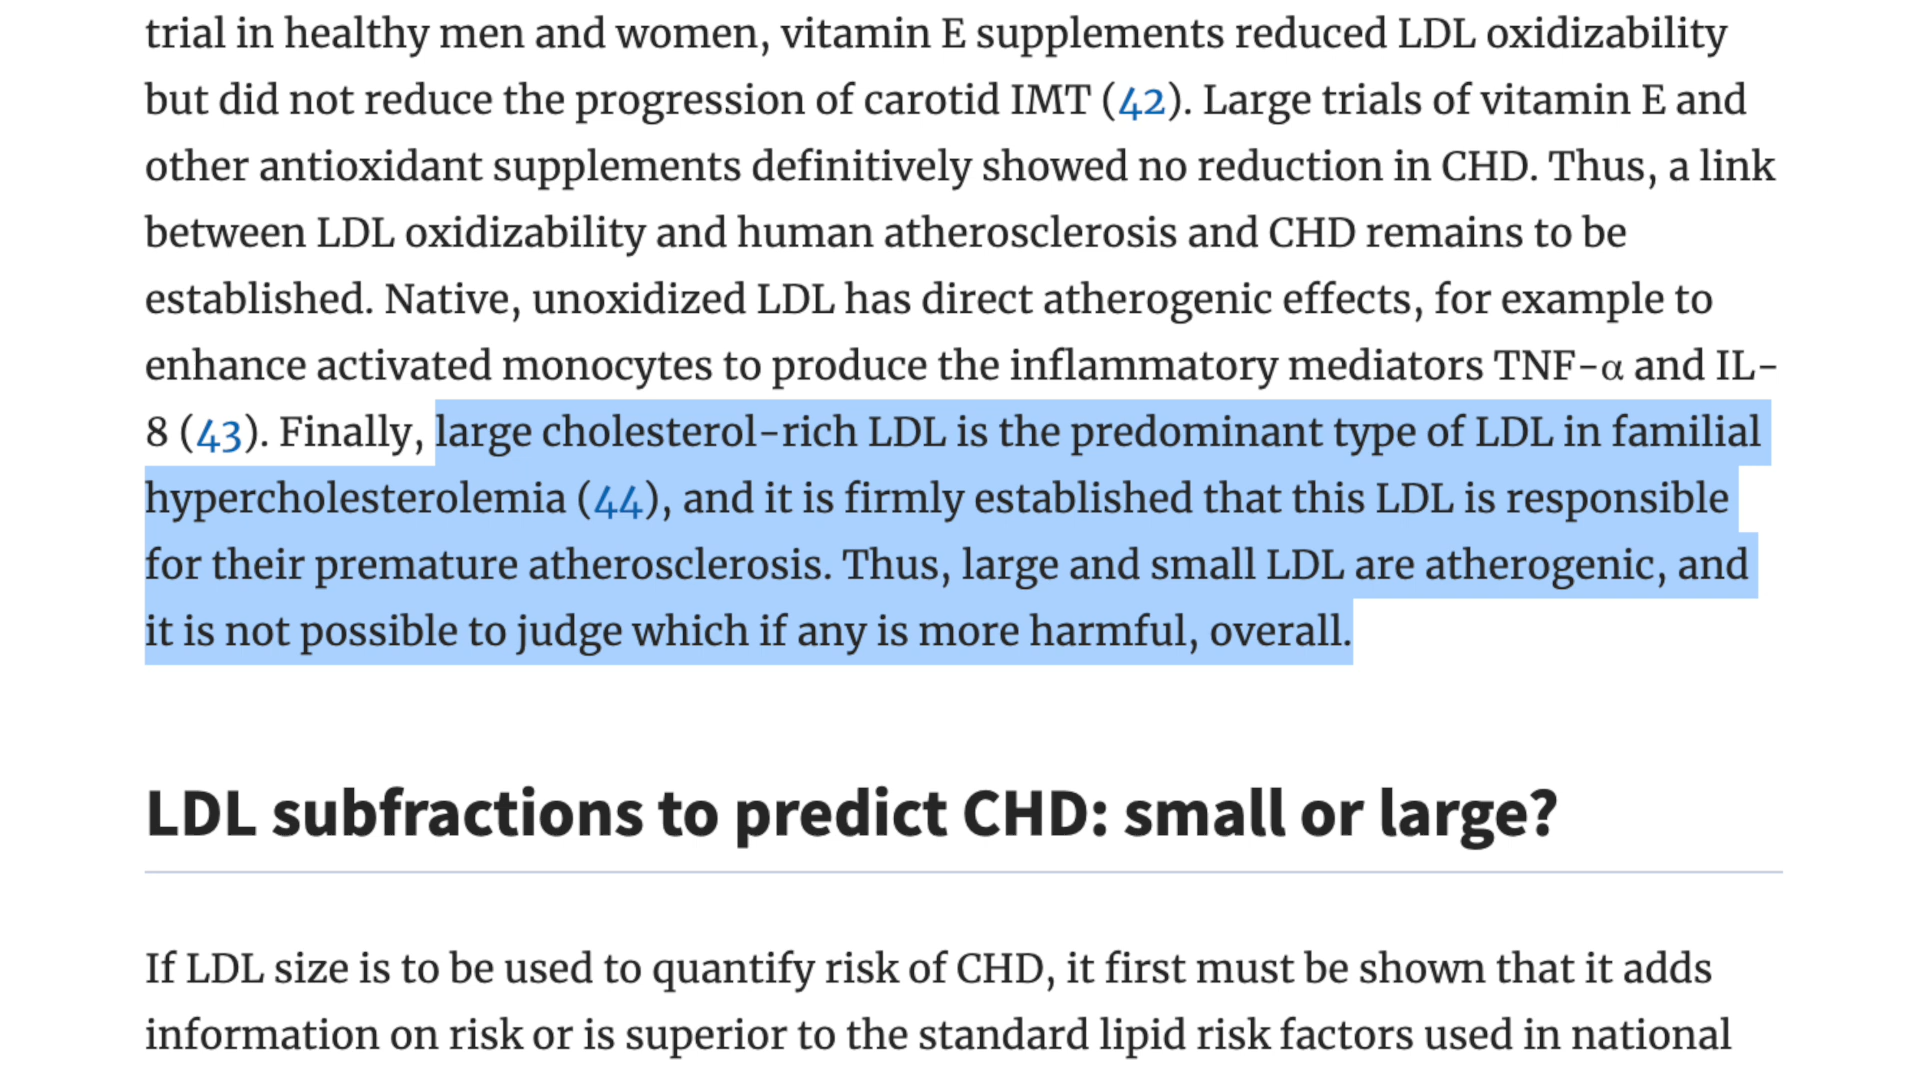 trial in healthy men and women, vitamin E supplements reduced LDL oxidizability
but did not reduce the progression of carotid IMT (42). Large trials of vitamin E and
other antioxidant supplements definitively showed no reduction in CHD. Thus, a link
between LDL oxidizability and human atherosclerosis and CHD remains to be
established. Native, unoxidized LDL has direct atherogenic effects, for example to
enhance activated monocytes to produce the inflammatory mediators TNF-α and IL-
8 (43). Finally, large cholesterol-rich LDL is the predominant type of LDL in familial
hypercholesterolemia (44), and it is firmly established that this LDL is responsible
for their premature atherosclerosis. Thus, large and small LDL are atherogenic, and
it is not possible to judge which if any is more harmful, overall.
LDL subfractions to predict CHD: small or large?
If LDL size is to be used to quantify risk of CHD, it first must be shown that it adds
information on risk or is superior to the standard lipid risk factors used in national